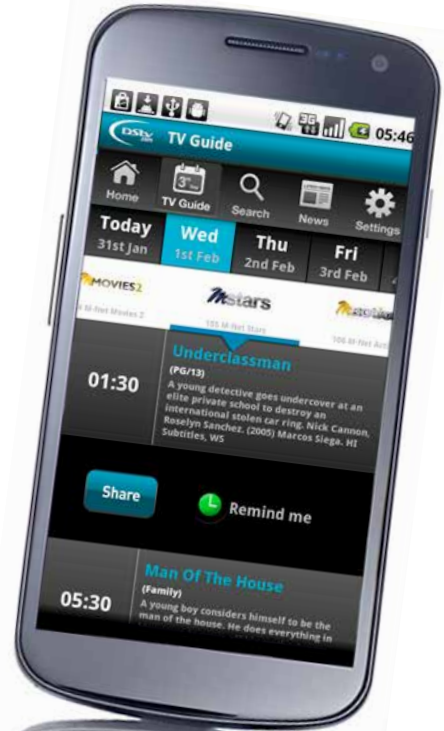 3G
05:46
DStv
.com
TV Guide
Home
3rd
TV Guide
Search
News
Settings
Today
31st Jan
Wed
1st Feb
Thu
2nd Feb
Fri
3rd Feb
MOVIES2
M-Net Movies 2
Mstars
105 M-Net Stars
106 M-Net
01:30
Underclassman
(PG/13)
A young detective goes undercover at an
elite private school to destroy an
international stolen car ring. Nick Cannon,
Roselyn Sanchez. (2005) Marcos Siega. HI
Subtitles, WS
Share
Remind me
05:30
Man Of The House
(Family)
A young boy considers himself to be the
man of the house. He does everything in